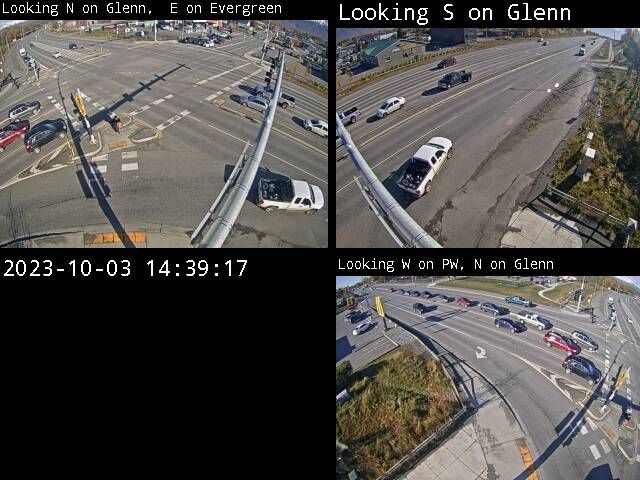 Looking N on Glenn,  E on Evergreen
Looking S on Glenn
2023-10-03 14:39:17
Looking W on PW, N on Glenn